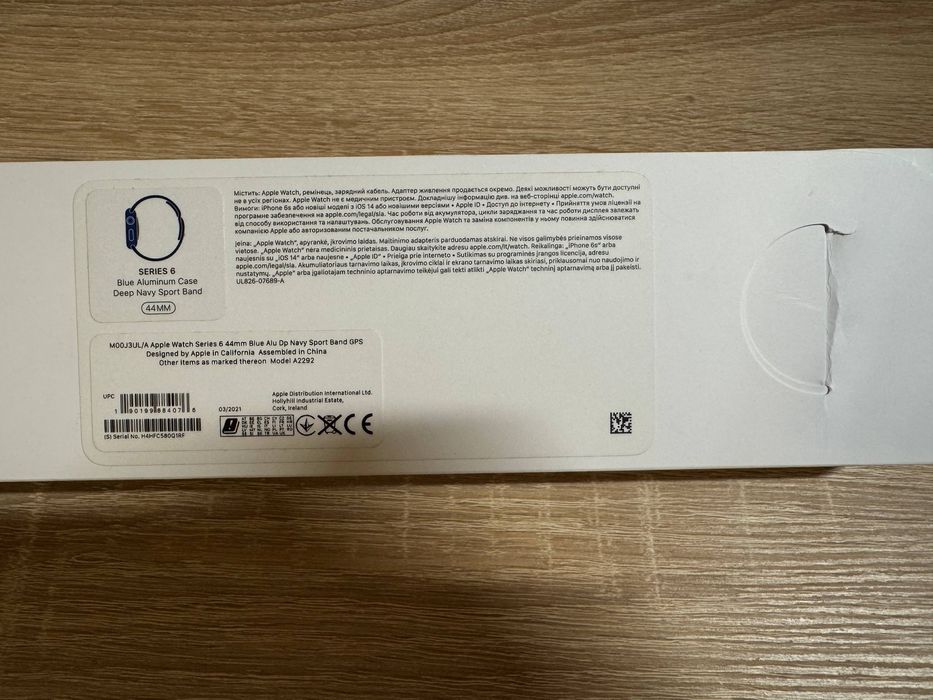 SERIES 6
Blue Aluminum Case
Deep Navy Sport Band
44MM
Містить: Apple Watch, ремінець, зарядний кабель. Адаптер живлення продається окремо. Деякі можливості можуть бути доступні
не в усіх регіонах. Apple Watch не є медичним пристроєм. Докладнішу інформацію див. на веб-сторінці apple.com/watch.
Вимоги: iPhone 6s або новіші моделі з iOS 14 або новішими версіями • Apple ID • Доступ до інтернету • Прийняття умов ліцензії на
програмне забезпечення на apple.com/legal/sla. Час роботи від акумулятора, цикли заряджання та час роботи дисплея залежать
від способу використання та налаштувань. Обслуговування Apple Watch та заміна компонентів у ньому повинна здійснюватися
компанією Apple або авторизованим постачальником послуг.
Įeina: „Apple Watch“, apyrankė, įkrovimo laidas. Maitinimo adapteris parduodamas atskirai. Ne visos galimybės prieinamos visose
vietose. „Apple Watch“ nėra medicininis prietaisas. Daugiau skaitykite adresu apple.com/lt/watch. Reikalinga: „iPhone 6s“ arba
naujesnis su „iOS 14“ arba naujesne • „Apple ID“ • Prieiga prie interneto • Sutikimas su programinės įrangos licencija, adresu
apple.com/legal/sla. Akumuliatoriaus tarnavimo laikas, įkrovimo ciklai ir ekrano tarnavimo laikas skiriasi, priklausomai nuo naudojimo ir
nustatymų. „Apple“ arba įgaliotajam techninio aptarnavimo teikėjui gali tekti atlikti „Apple Watch“ techninį aptarnavimą arba jį pakeisti.
UL826-07689-A
M00J3UL/A Apple Watch Series 6 44mm Blue Alu Dp Navy Sport Band GPS
Designed by Apple in California Assembled in China
Other items as marked thereon Model A2292
UPC
1 90199 88407 6
(S) Serial No. H4HFC580Q1RF
03/2021
Apple Distribution International Ltd.
Hollyhill Industrial Estate,
Cork, Ireland
CE